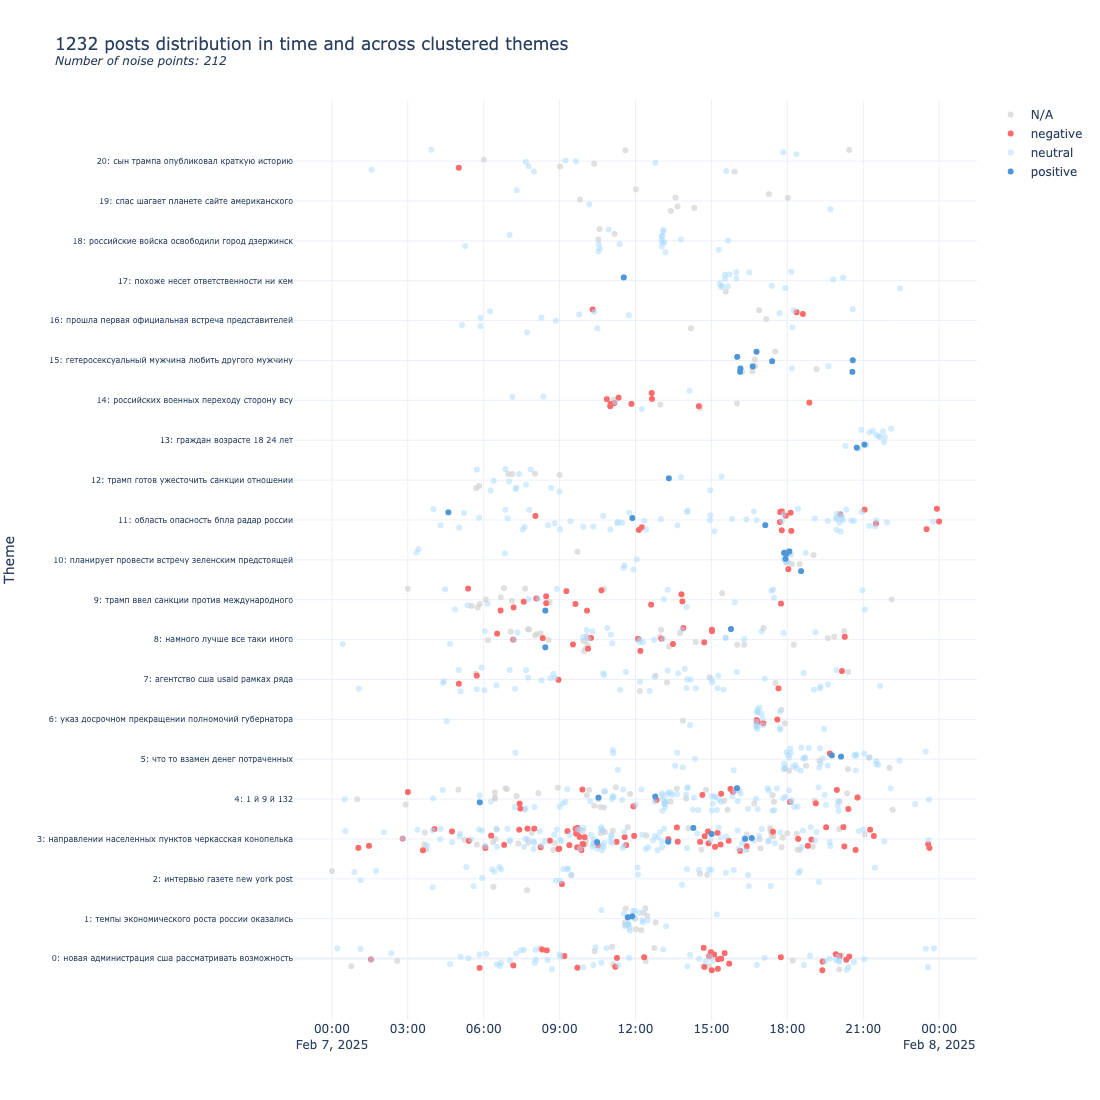 1232 posts distribution in time and across clustered themes
Number of noise points: 212
N/A
negative
neutral
positive
20: сын трампа опубликовал краткую историю
19: спас шагает планете сайте американского
18: российские войска освободили город дзержинск
17: похоже несет ответственности ни кем
16: прошла первая официальная встреча представителей
15: гетеросексуальный мужчина любить другого мужчину
14: российских военных переходу сторону всу
13: граждан возрасте 18 24 лет
12: трамп готов ужесточить санкции отношении
11: область опасность бпла радар россии
10: планирует провести встречу зеленским предстоящей
9: трамп ввел санкции против международного
8: намного лучше все таки иного
7: агентство сша usaid рамках ряда
6: указ досрочном прекращении полномочий губернатора
5: что то взамен денег потраченных
4: 1 й 9 й 132
3: направлении населенных пунктов черкасская конопелька
2: интервью газете new york post
1: темпы экономического роста россии оказались
0: новая администрация сша рассматривать возможность
Theme
00:00 03:00 06:00 09:00 12:00 15:00 18:00 21:00 00:00
Feb 7, 2025 Feb 8, 2025